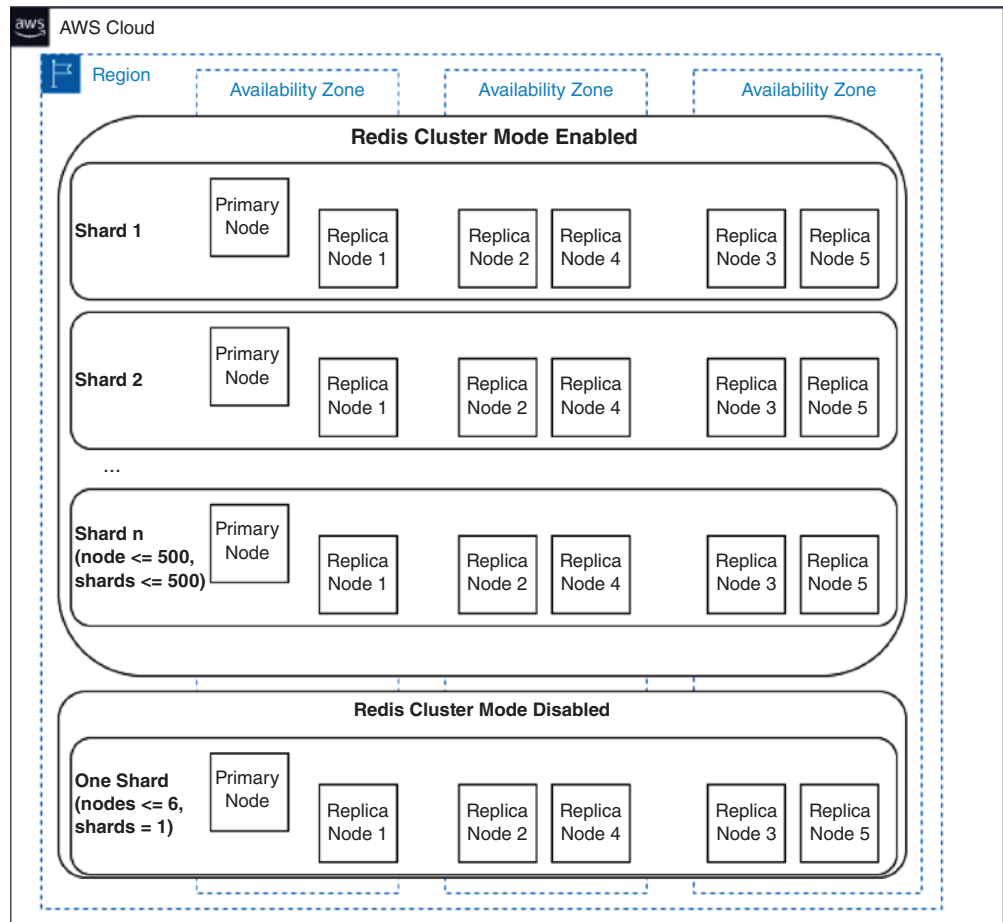 aws
AWS Cloud
Region
Availability Zone
Availability Zone
Availability Zone
Redis Cluster Mode Enabled
Shard 1
Primary
Node
Replica
Node 1
Replica
Node 2
Replica
Node 4
Replica
Node 3
Replica
Node 5
Shard 2
Primary
Node
Replica
Node 1
Replica
Node 2
Replica
Node 4
Replica
Node 3
Replica
Node 5
...
Shard n
(node <= 500,
shards <= 500)
Primary
Node
Replica
Node 1
Replica
Node 2
Replica
Node 4
Replica
Node 3
Replica
Node 5
Redis Cluster Mode Disabled
One Shard
(nodes <= 6,
shards = 1)
Primary
Node
Replica
Node 1
Replica
Node 2
Replica
Node 4
Replica
Node 3
Replica
Node 5